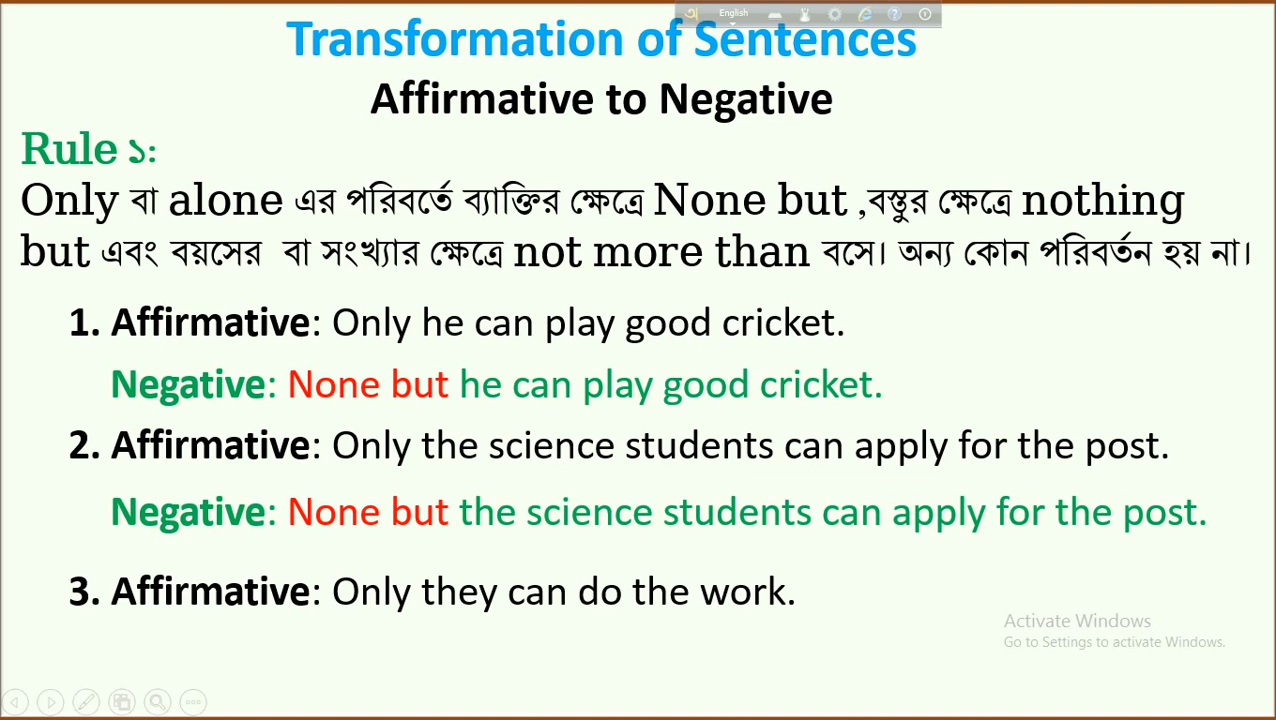 English
Transformation of Sentences
Affirmative to Negative
Rule ১:
Only বা alone এর পরিবর্তে ব্যাক্তির ক্ষেত্রে None but ,বস্তুর ক্ষেত্রে nothing
but এবং বয়সের বা সংখ্যার ক্ষেত্রে not more than বসে। অন্য কোন পরিবর্তন হয় না।
1. Affirmative: Only he can play good cricket.
Negative: None but he can play good cricket.
2. Affirmative: Only the science students can apply for the post.
Negative: None but the science students can apply for the post.
3. Affirmative: Only they can do the work.
Activate Windows
Go to Settings to activate Windows.